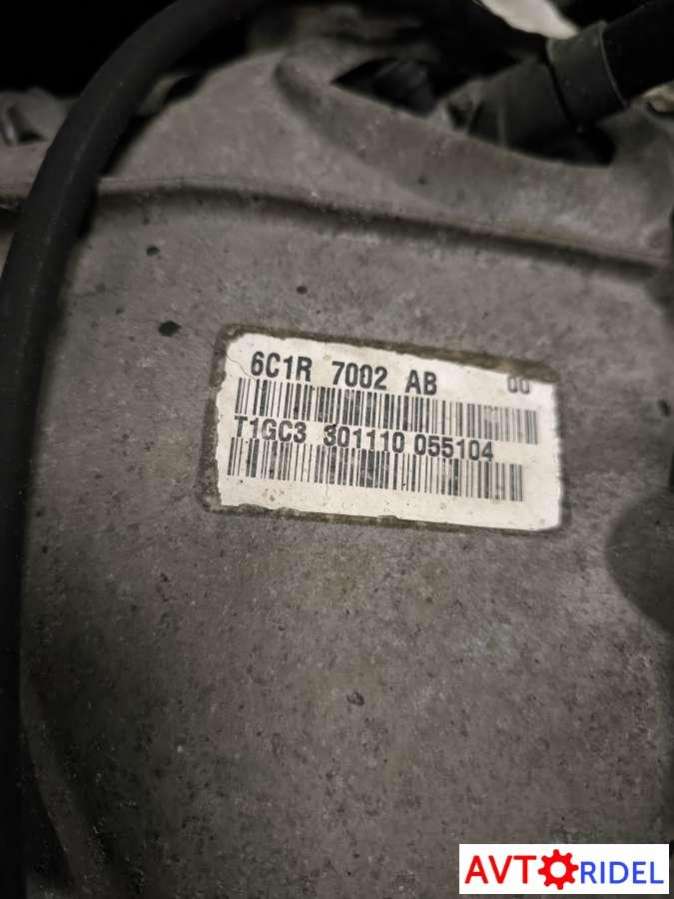 6C1R 7002 AB 00
T1GC3 301110 055104
AVTORIDEL